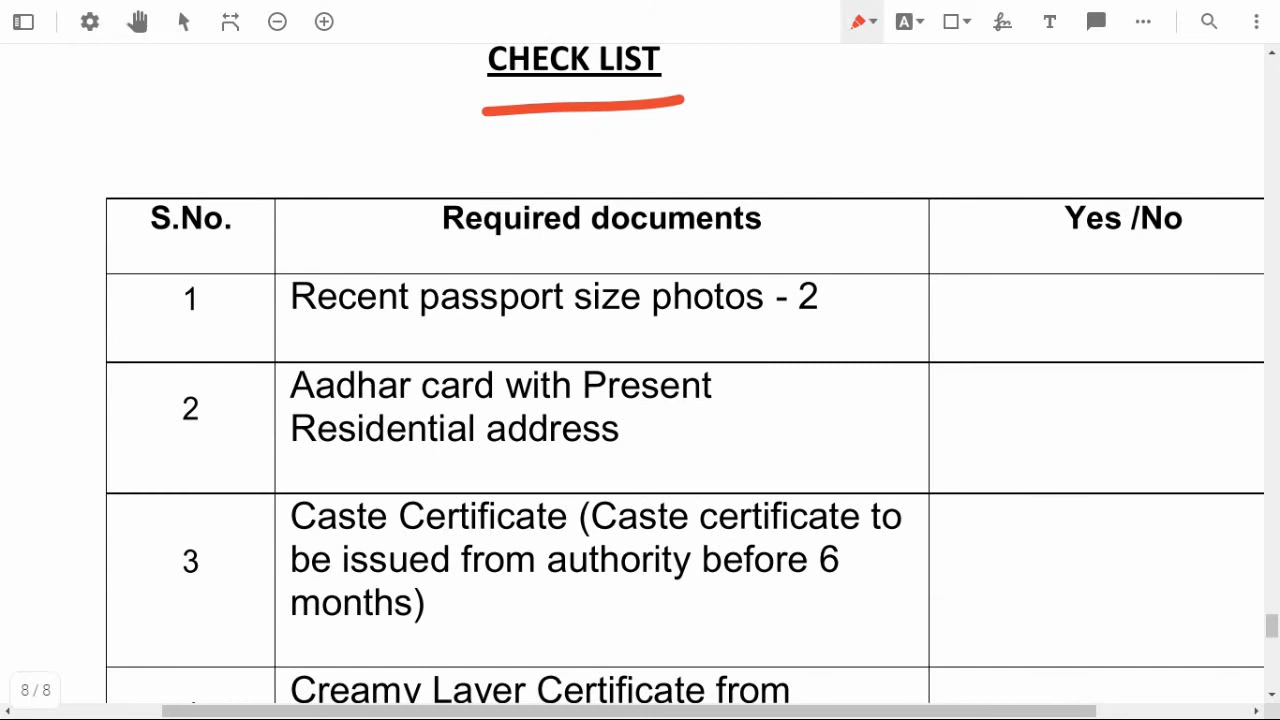 CHECK LIST
S.No. Required documents Yes /No
1 Recent passport size photos - 2
2 Aadhar card with Present
Residential address
3 Caste Certificate (Caste certificate to
be issued from authority before 6
months)
Creamy Layer Certificate from
8 / 8